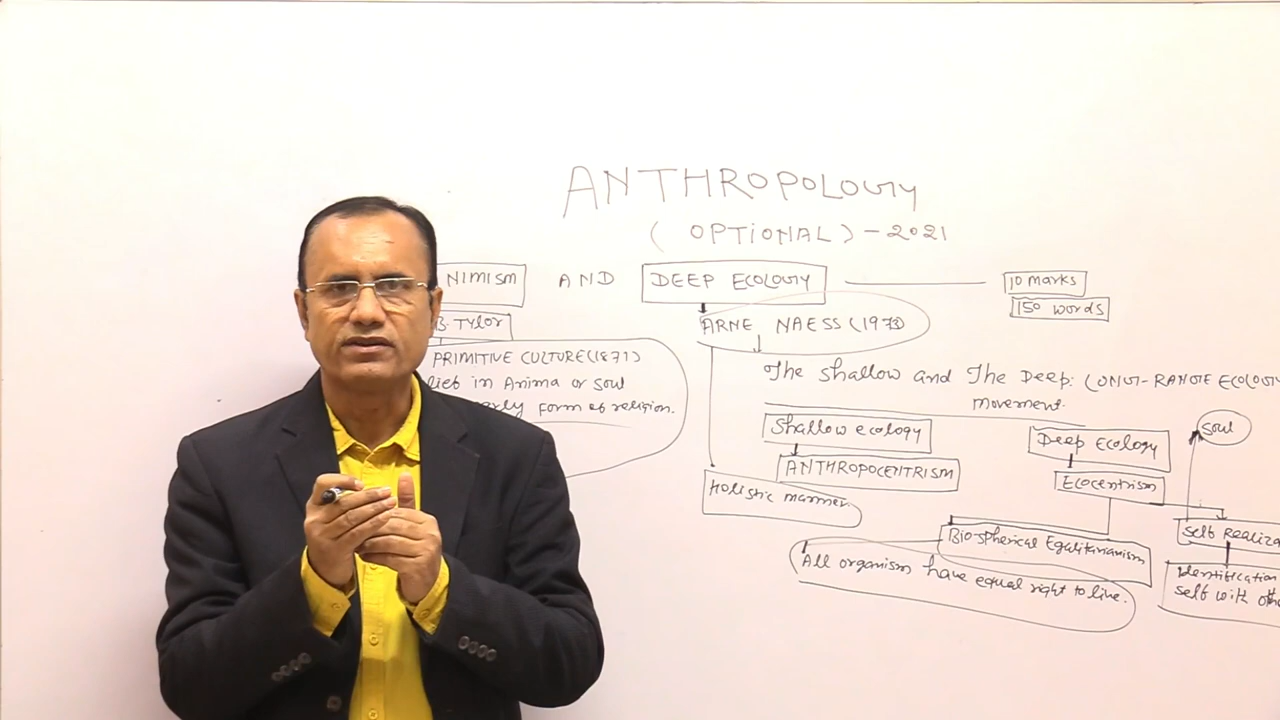 ANTHROPOLOGY
(OPTIONAL) - 2021
NIMISM AND DEEP ECOLOGY
10 marks
150 words
B. TYLOR
PRIMITIVE CULTURE (1871)
lief in Anima or soul
form of religion.
ARNE NAESS (1973)
The Shallow and The Deep: LONG-RANGE ECOLOGY
movement.
Shallow ecology
ANTHROPOCENTRISM
Holistic manner.
Deep Ecology
Ecocentrism
Soul
Bio-spherical Egalitarianism
All organism have equal right to live.
Self Realiza
Identification
self with oth